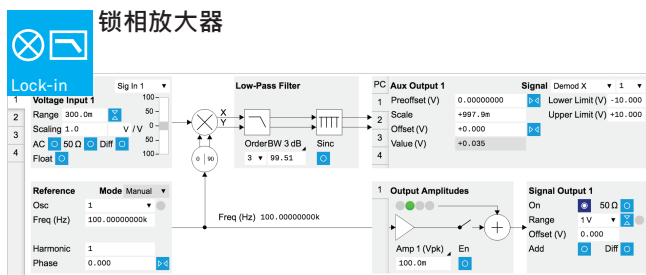 锁相放大器
Lock-in
Sig In 1
Low-Pass Filter
PC Aux Output 1 Signal Demod X 1
1 Voltage Input 1 100
Range 300.0m
50
2
Scaling 1.0 V / V 0
3
AC 50 Ω Diff 50
4
Float 100
X
Y
0 90
Order BW 3 dB Sinc
3 99.51
1 Preoffset (V) 0.00000000 Lower Limit (V) -10.000
2 Scale +997.9m Upper Limit (V) +10.000
3 Offset (V) +0.000
Value (V) +0.035
4
Reference Mode Manual
Osc 1
Freq (Hz) 100.00000000k
Harmonic 1
Phase 0.000
Freq (Hz) 100.00000000k
1 Output Amplitudes
Amp 1 (Vpk) En
100.0m
Signal Output 1
On 50 Ω
Range 1 V
Offset (V) 0.000
Add Diff